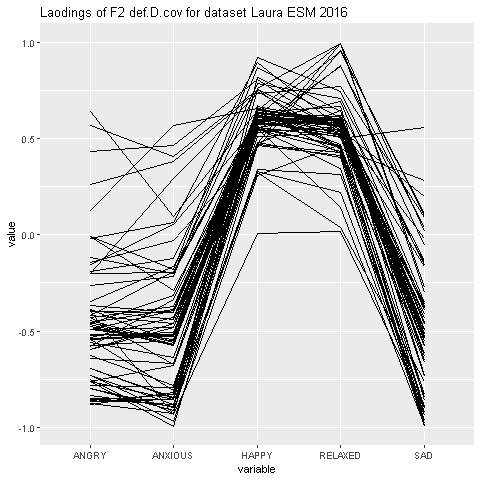 Laodings of F2 def.D.cov for dataset Laura ESM 2016
1.0
0.5
0.0
-0.5
-1.0
value
ANGRY ANXIOUS HAPPY RELAXED SAD
variable